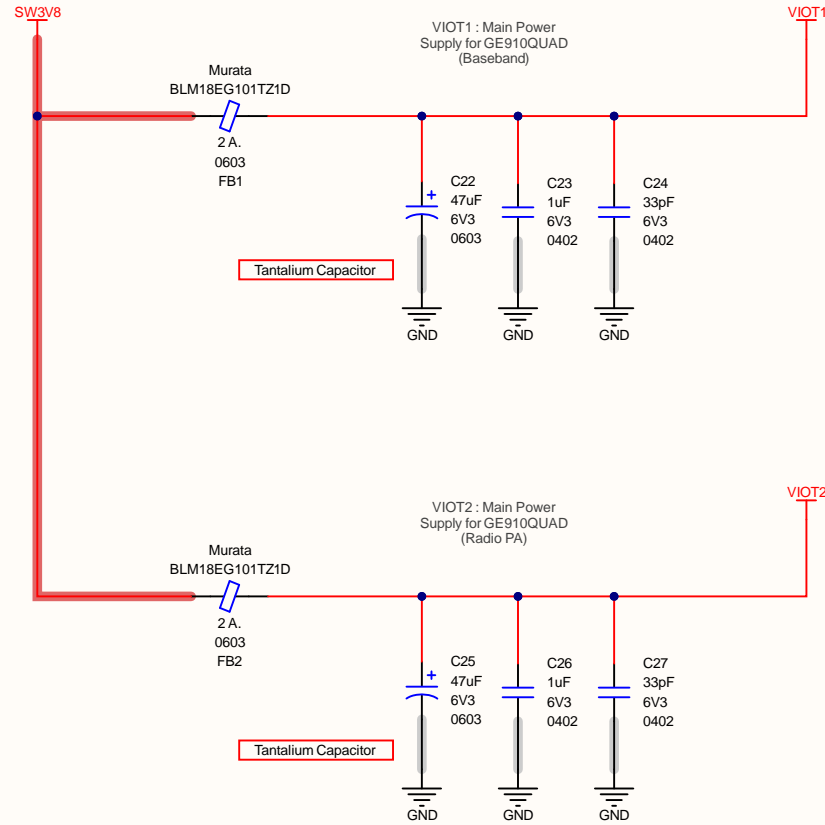 SW3V8
VIOT1
VIOT1 : Main Power
Supply for GE910QUAD
(Baseband)
Murata
BLM18EG101TZ1D
2 A.
0603
FB1
C22
47uF
6V3
0603
C23
1uF
6V3
0402
C24
33pF
6V3
0402
+
Tantalium Capacitor
GND
GND
GND
VIOT2
VIOT2 : Main Power
Supply for GE910QUAD
(Radio PA)
Murata
BLM18EG101TZ1D
2 A.
0603
FB2
C25
47uF
6V3
0603
C26
1uF
6V3
0402
C27
33pF
6V3
0402
+
Tantalium Capacitor
GND
GND
GND